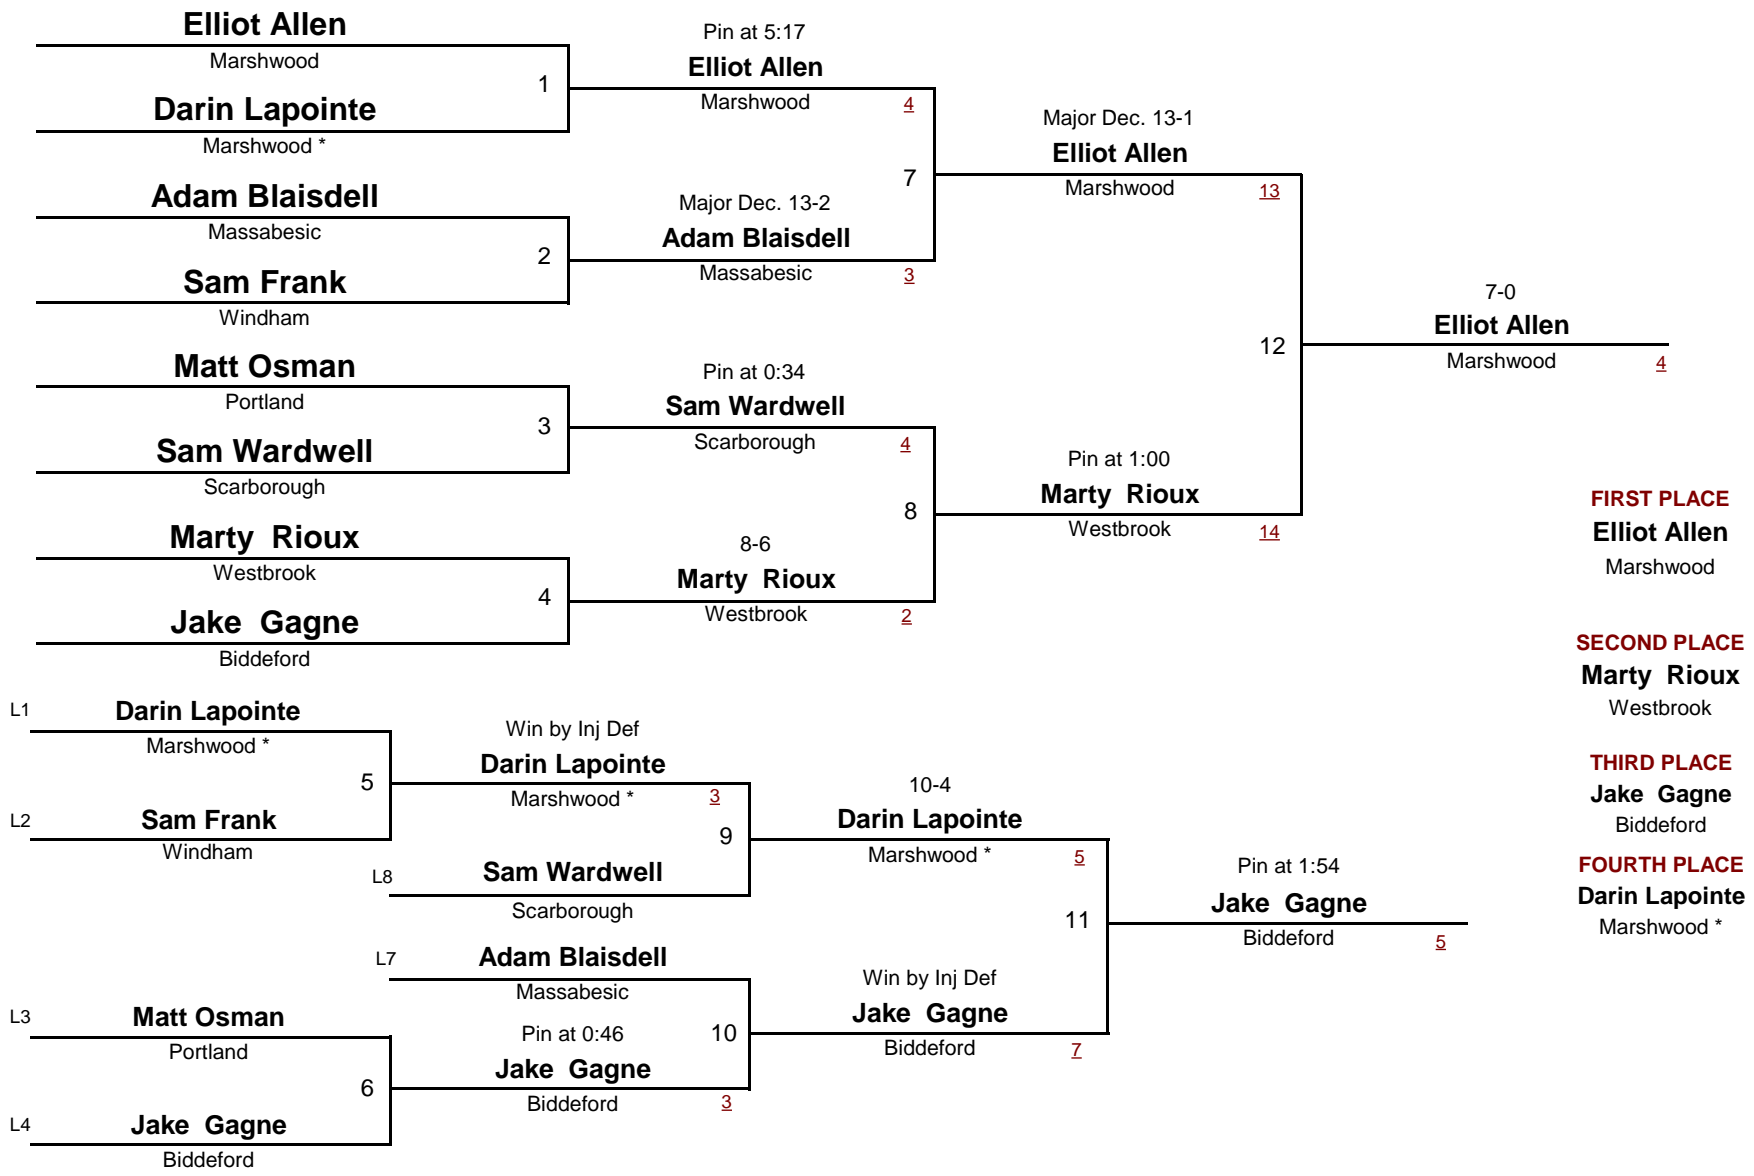 Elliot Allen
Marshwood
1
Darin Lapointe
Marshwood *
Adam Blaisdell
Massabesic
2
Sam Frank
Windham
Matt Osman
Portland
3
Sam Wardwell
Scarborough
Marty Rioux
Westbrook
4
Jake Gagne
Biddeford
Pin at 5:17
Elliot Allen
Marshwood 4
7
Major Dec. 13-2
Adam Blaisdell
Massabesic 3
Pin at 0:34
Sam Wardwell
Scarborough 4
8
8-6
Marty Rioux
Westbrook 2
Major Dec. 13-1
Elliot Allen
Marshwood 13
12
Pin at 1:00
Marty Rioux
Westbrook 14
7-0
Elliot Allen
Marshwood 4
FIRST PLACE
Elliot Allen
Marshwood
SECOND PLACE
Marty Rioux
Westbrook
THIRD PLACE
Jake Gagne
Biddeford
FOURTH PLACE
Darin Lapointe
Marshwood *
L1 Darin Lapointe
Marshwood *
5
L2 Sam Frank
Windham
L3 Matt Osman
Portland
6
L4 Jake Gagne
Biddeford
Win by Inj Def
Darin Lapointe
Marshwood * 3
9
L8 Sam Wardwell
Scarborough
L7 Adam Blaisdell
Massabesic
10
Pin at 0:46
Jake Gagne
Biddeford 3
10-4
Darin Lapointe
Marshwood * 5
11
Win by Inj Def
Jake Gagne
Biddeford 7
Pin at 1:54
Jake Gagne
Biddeford 5